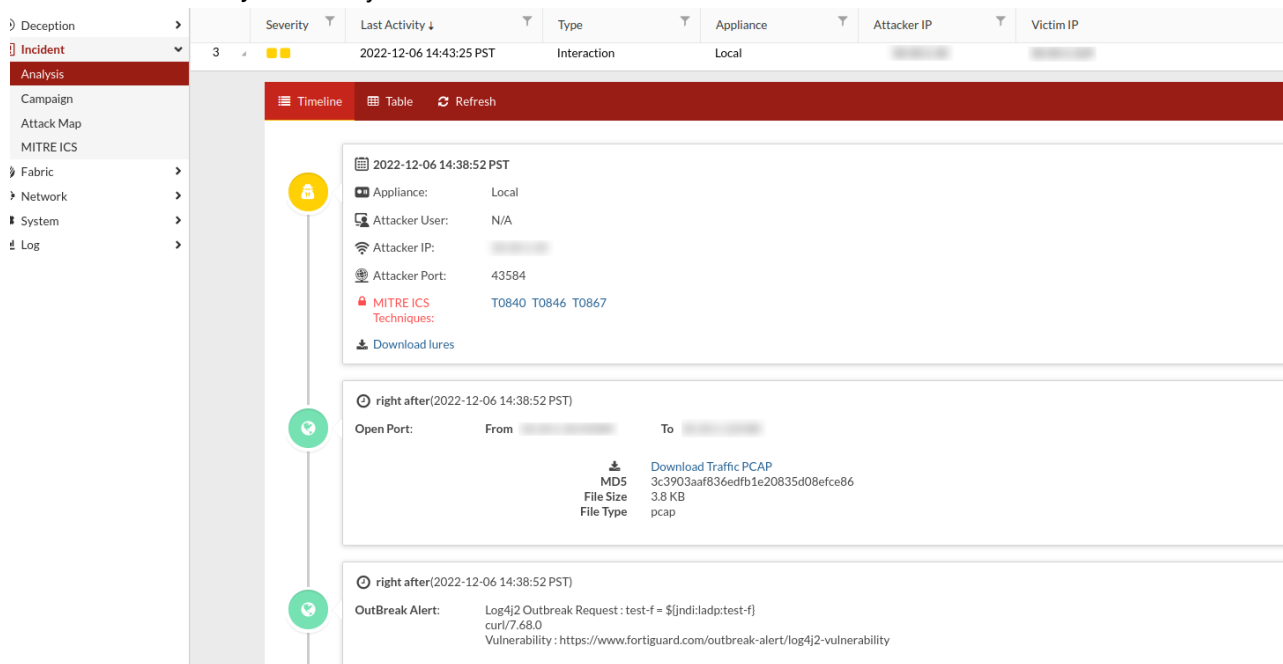 Deception
Incident
Analysis
Campaign
Attack Map
MITRE ICS
Fabric
Network
System
Log
Severity Last Activity ↓ Type Appliance Attacker IP Victim IP
3 2022-12-06 14:43:25 PST Interaction Local
Timeline Table Refresh
2022-12-06 14:38:52 PST
Appliance: Local
Attacker User: N/A
Attacker IP:
Attacker Port: 43584
MITRE ICS T0840 T0846 T0867
Techniques:
Download lures
right after(2022-12-06 14:38:52 PST)
Open Port: From To
Download Traffic PCAP
MD5 3c3903aaf836edfb1e20835d08efce86
File Size 3.8 KB
File Type pcap
right after(2022-12-06 14:38:52 PST)
OutBreak Alert: Log4j2 Outbreak Request : test-f = ${jndi:ladp:test-f}
curl/7.68.0
Vulnerability : https://www.fortiguard.com/outbreak-alert/log4j2-vulnerability